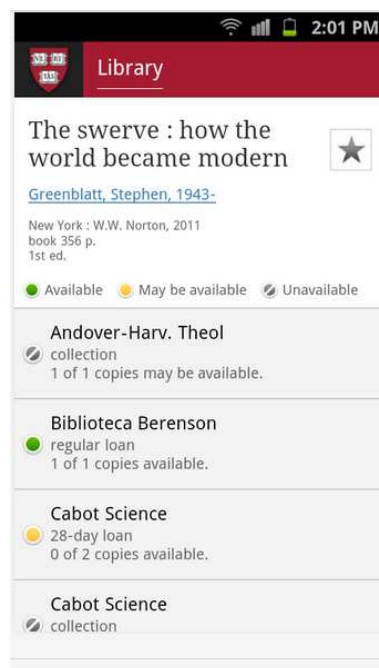 2:01 PM
Library
The swerve : how the
world became modern
Greenblatt, Stephen, 1943-
New York : W.W. Norton, 2011
book 356 p.
1st ed.
Available May be available Unavailable
Andover-Harv. Theol
collection
1 of 1 copies may be available.
Biblioteca Berenson
regular loan
1 of 1 copies available.
Cabot Science
28-day loan
0 of 2 copies available.
Cabot Science
collection